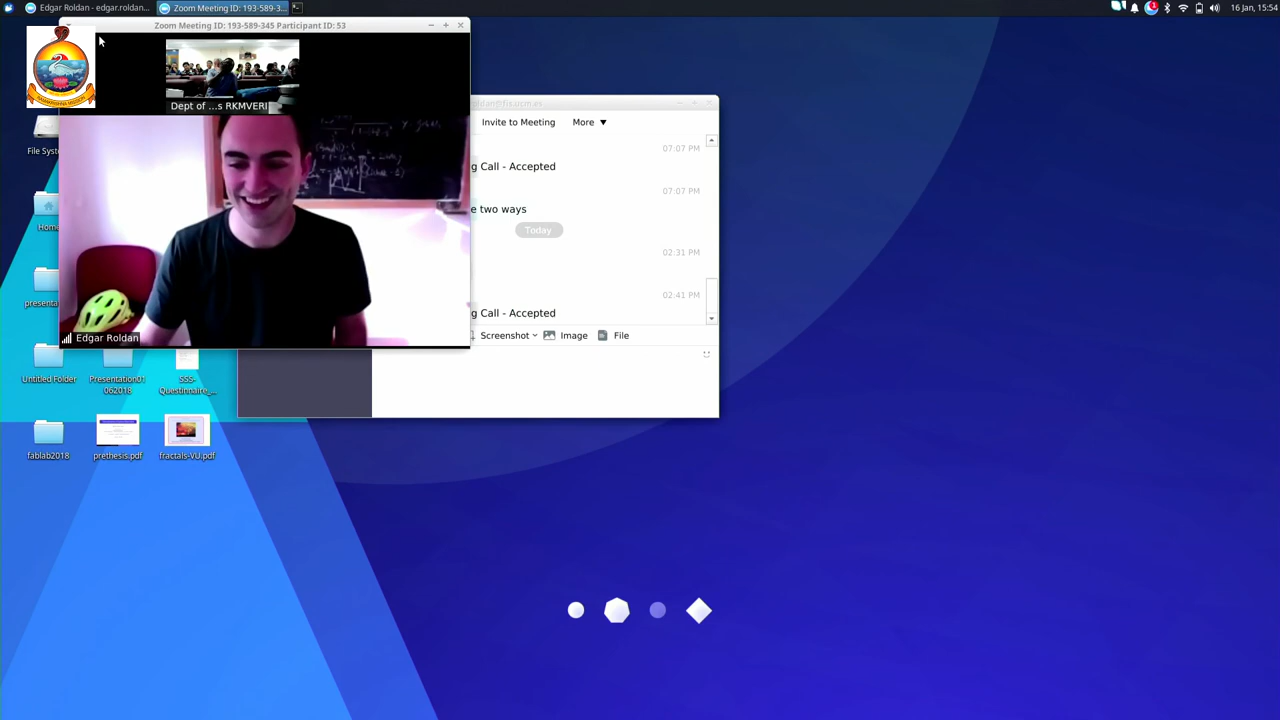 Edgar Roldan - edgar.roldan...
Zoom Meeting ID: 193-589-3...
1
16 Jan, 15:54
Zoom Meeting ID: 193-589-345 Participant ID: 53
Dept of ...s RKMVERI
Edgar Roldan
Invite to Meeting
More
07:07 PM
g Call - Accepted
07:07 PM
e two ways
Today
02:31 PM
02:41 PM
g Call - Accepted
Screenshot
Image
File
File Syste
Home
presenta
Untitled Folder
Presentation01
062018
SSS-
Questinnaire_...
fablab2018
prethesis.pdf
fractals-VU.pdf